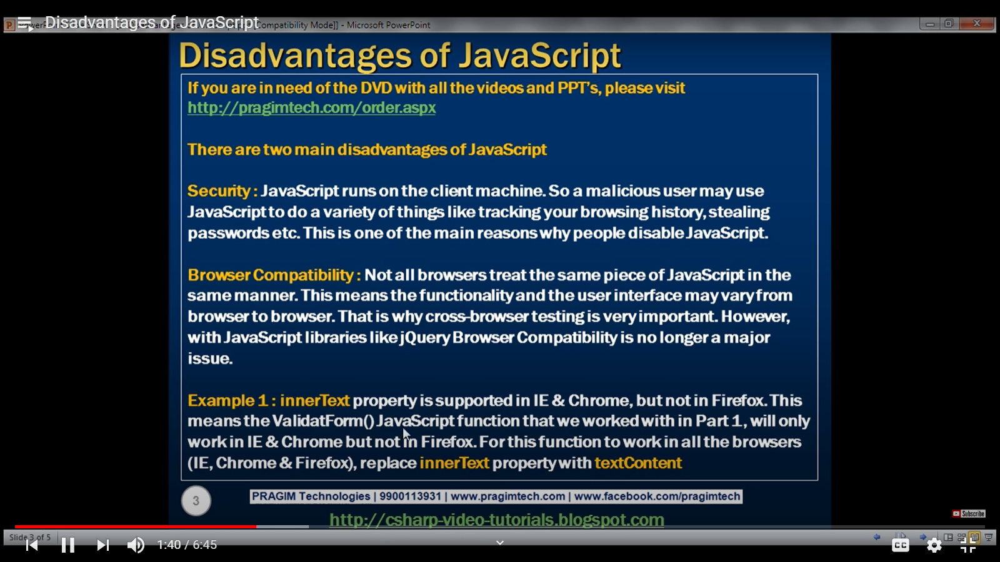 Disadvantages of JavaScript
Compatibility Mode]] - Microsoft PowerPoint
Disadvantages of JavaScript
If you are in need of the DVD with all the videos and PPT's, please visit
http://pragimtech.com/order.aspx
There are two main disadvantages of JavaScript
Security : JavaScript runs on the client machine. So a malicious user may use
JavaScript to do a variety of things like tracking your browsing history, stealing
passwords etc. This is one of the main reasons why people disable JavaScript.
Browser Compatibility : Not all browsers treat the same piece of JavaScript in the
same manner. This means the functionality and the user interface may vary from
browser to browser. That is why cross-browser testing is very important. However,
with JavaScript libraries like jQuery Browser Compatibility is no longer a major
issue.
Example 1 : innerText property is supported in IE & Chrome, but not in Firefox. This
means the ValidatForm() JavaScript function that we worked with in Part 1, will only
work in IE & Chrome but not in Firefox. For this function to work in all the browsers
(IE, Chrome & Firefox), replace innerText property with textContent
3
PRAGIM Technologies | 9900113931 | www.pragimtech.com | www.facebook.com/pragimtech
Subscribe
http://csharp-video-tutorials.blogspot.com
Slide 3 of 5
1:40 / 6:45
CC